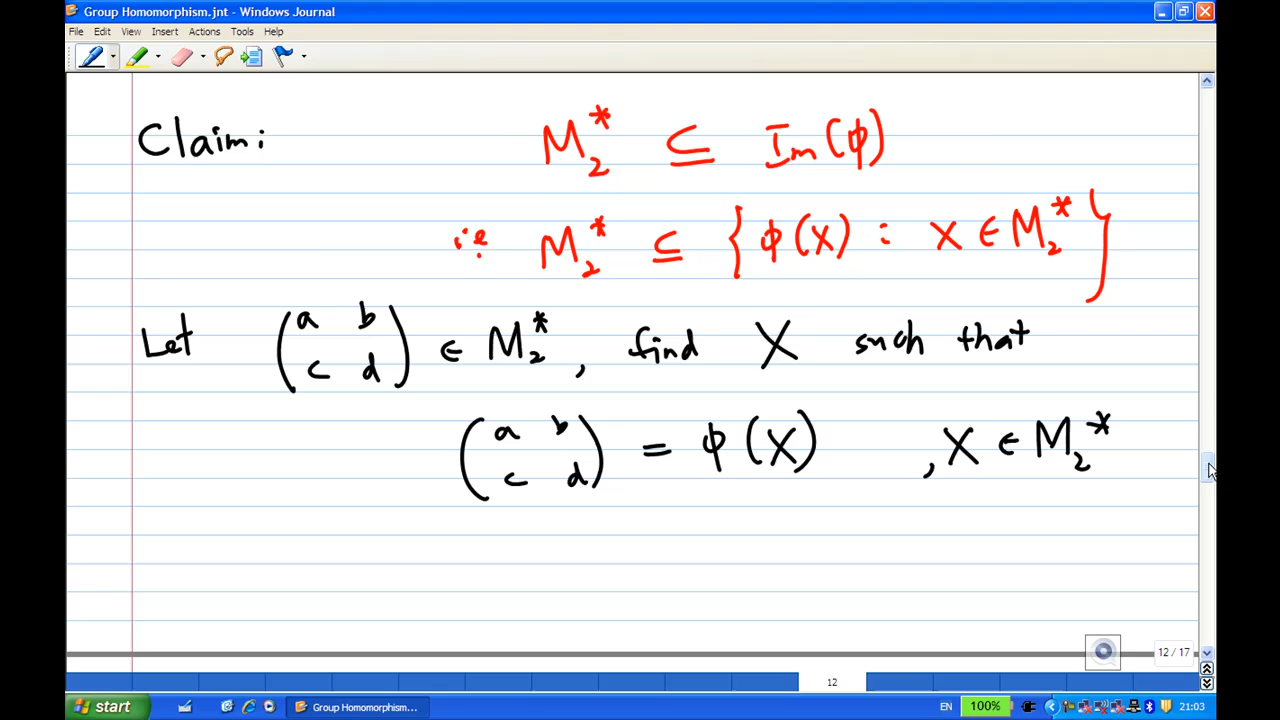 Group Homomorphism.jnt - Windows Journal
File Edit View Insert Actions Tools Help
Claim: M₂* ⊆ Im(φ)
i.e M₂* ⊆ {φ(X) : X ∈ M₂*}
Let (a b
c d) ∈ M₂*, find X such that
(a b
c d) = φ(X) , X ∈ M₂*
12 / 17
12
start Group Homomorphism... EN 100% 21:03